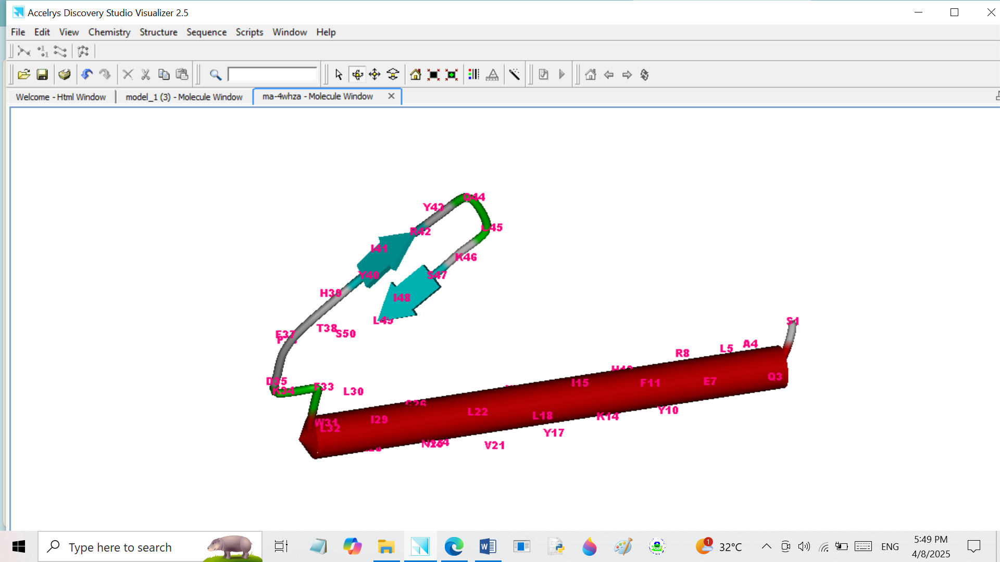 Accelrys Discovery Studio Visualizer 2.5
File Edit View Chemistry Structure Sequence Scripts Window Help
Welcome - Html Window
model_1 (3) - Molecule Window
ma-4whza - Molecule Window
Y43
R42
I41
K46
Y40
S47
H39
I48
L49
S1
T38
S50
A4
L5
R8
Q3
D35
E7
F11
I15
K34
F33
L30
Y10
L22
L18
K14
I29
W31
L32
Y17
V21
Type here to search
1
32°C
ENG
5:49 PM
4/8/2025